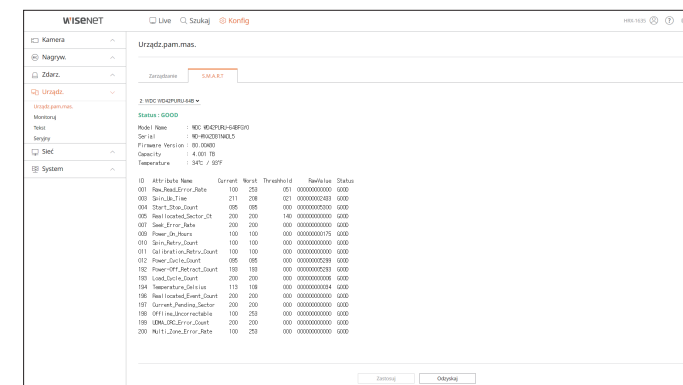 WISENET
Live Szukaj Konfig
HRX-1635
Kamera
Nagryw.
Zdarz.
Urządz.
Urządz.pam.mas.
Monitoruj
Tekst
Seryjny
Sieć
System
Urządz.pam.mas.
Zarządzanie S.M.A.R.T.
2: WDC WD42PURU-64B
Status : GOOD
Model Name : WDC WD42PURU-64BFGY0
Serial
Firmware Version : 80.00A80
Capacity : 4.001 TB
Temperature : 34℃ / 93℉
ID Attribute Name Current Worst Threshhold RawValue Status
001 Raw_Read_Error_Rate 100 253 051 000000000000 GOOD
003 Spin_Up_Time 211 208 021 000000002433 GOOD
004 Start_Stop_Count 095 095 000 000000005300 GOOD
005 Reallocated_Sector_Ct 200 200 140 000000000000 GOOD
007 Seek_Error_Rate 200 200 000 000000000000 GOOD
009 Power_On_Hours 100 100 000 000000000175 GOOD
010 Spin_Retry_Count 100 100 000 000000000000 GOOD
011 Calibration_Retry_Count 100 100 000 000000000000 GOOD
012 Power_Cycle_Count 095 095 000 000000005299 GOOD
192 Power-Off_Retract_Count 193 193 000 000000005293 GOOD
193 Load_Cycle_Count 200 200 000 000000000006 GOOD
194 Temperature_Celsius 113 109 000 000000000034 GOOD
196 Reallocated_Event_Count 200 200 000 000000000000 GOOD
197 Current_Pending_Sector 200 200 000 000000000000 GOOD
198 Offline_Uncorrectable 100 253 000 000000000000 GOOD
199 UDMA_CRC_Error_Count 200 200 000 000000000000 GOOD
200 Multi_Zone_Error_Rate 100 253 000 000000000000 GOOD
Zastosuj Odzyskaj